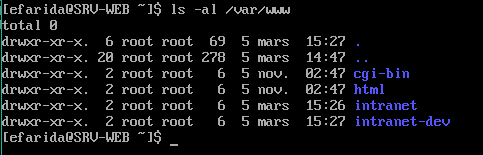 [efarida@SRV-WEB ~]$ ls -al /var/www
total 0
drwxr-xr-x.  6 root root  69  5 mars  15:27 .
drwxr-xr-x. 20 root root 278  5 mars  14:47 ..
drwxr-xr-x.  2 root root   6  5 nov.  02:47 cgi-bin
drwxr-xr-x.  2 root root   6  5 nov.  02:47 html
drwxr-xr-x.  2 root root   6  5 mars  15:26 intranet
drwxr-xr-x.  2 root root   6  5 mars  15:27 intranet-dev
[efarida@SRV-WEB ~]$ _